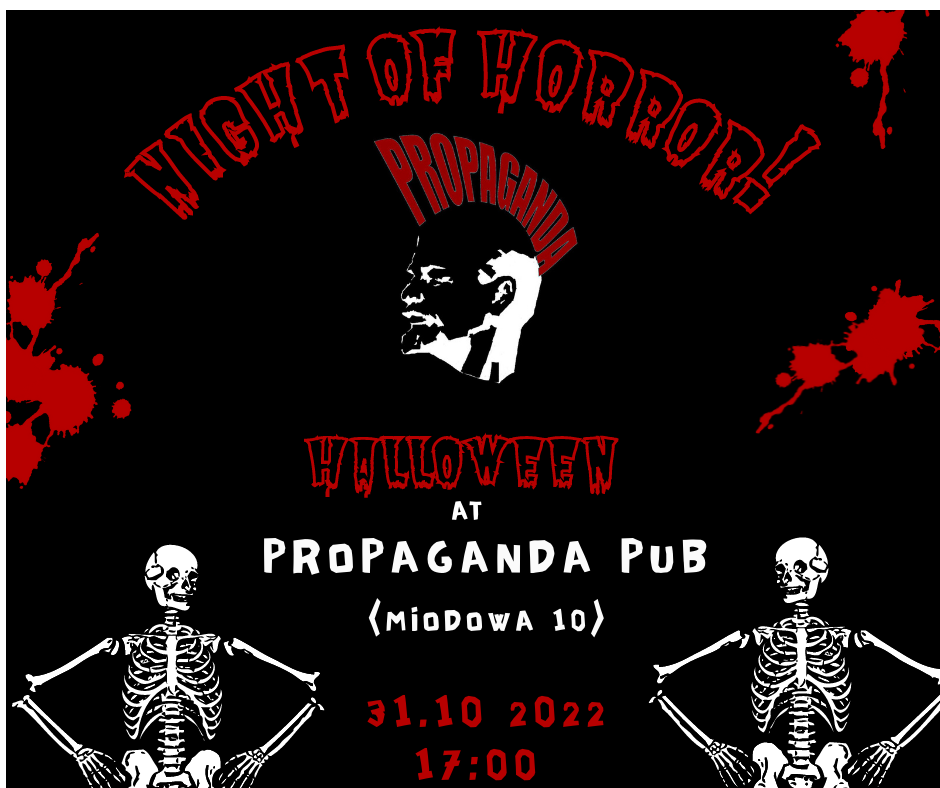 NIGHT OF HORROR!
PROPAGANDA
HALLOWEEN
AT
PROPAGANDA PUB
(MIODOWA 10)
31.10 2022
17:00